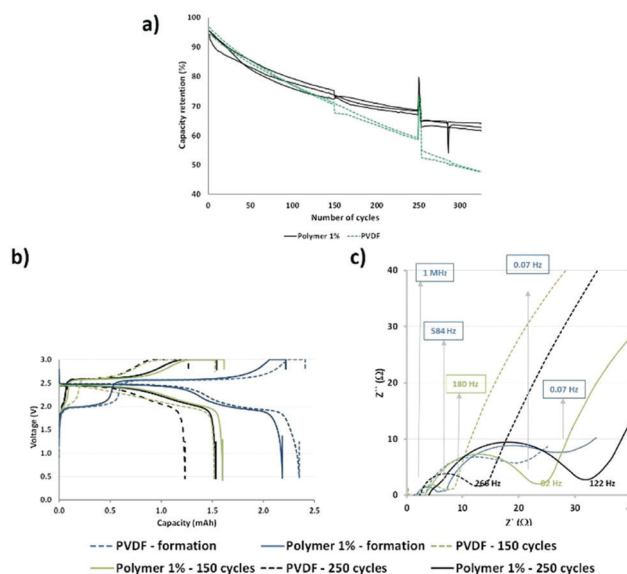 a)
100
90
80
70
60
50
40
Capacity retention (%)
0 50 100 150 200 250 300
Number of cycles
Polymer 1% PVDF
b)
3.0
2.5
2.0
1.5
1.0
0.5
0.0
Voltage (V)
0.0 0.5 1.0 1.5 2.0 2.5
Capacity (mAh)
c)
40
30
20
10
0
Z¨ (Ω)
1 MHz
0.07 Hz
584 Hz
180 Hz
0.07 Hz
266 Hz 62 Hz 122 Hz
0 10 20 30 40
Z´ (Ω)
PVDF - formation Polymer 1% - formation PVDF - 150 cycles
Polymer 1% - 150 cycles PVDF - 250 cycles Polymer 1% - 250 cycles